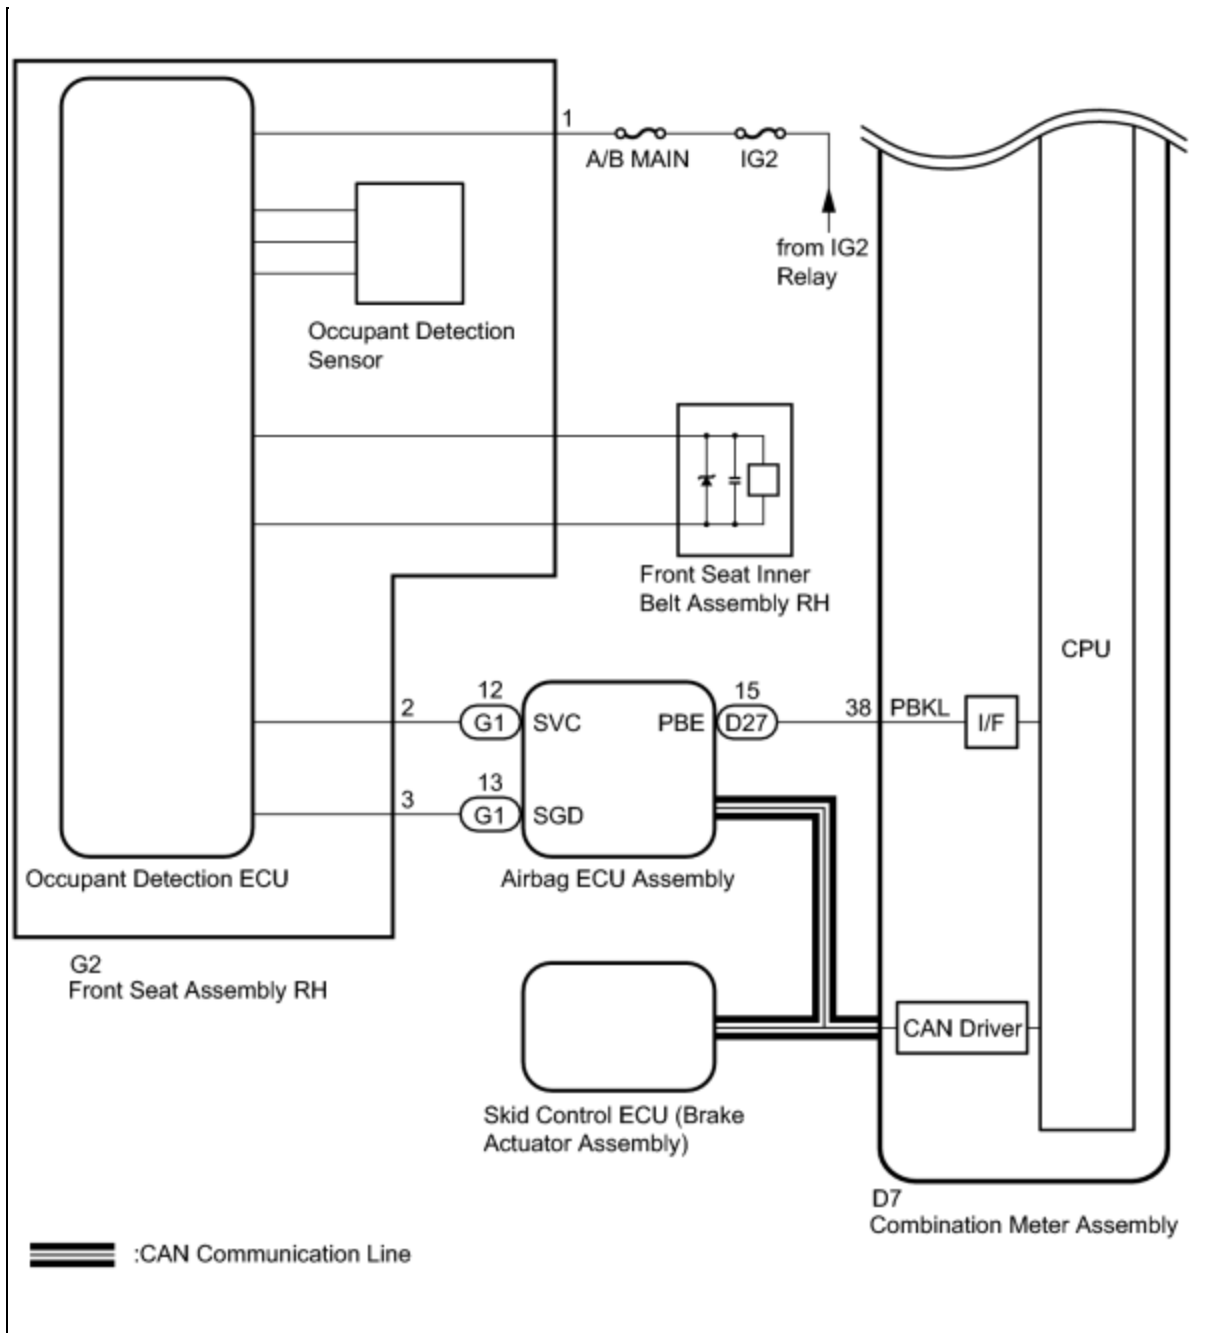 1
A/B MAIN
IG2
from IG2
Relay
Occupant Detection
Sensor
Front Seat Inner
Belt Assembly RH
CPU
2
12
G1
SVC
PBE
15
D27
38
PBKL
I/F
3
13
G1
SGD
Occupant Detection ECU
Airbag ECU Assembly
G2
Front Seat Assembly RH
CAN Driver
Skid Control ECU (Brake
Actuator Assembly)
D7
Combination Meter Assembly
:CAN Communication Line